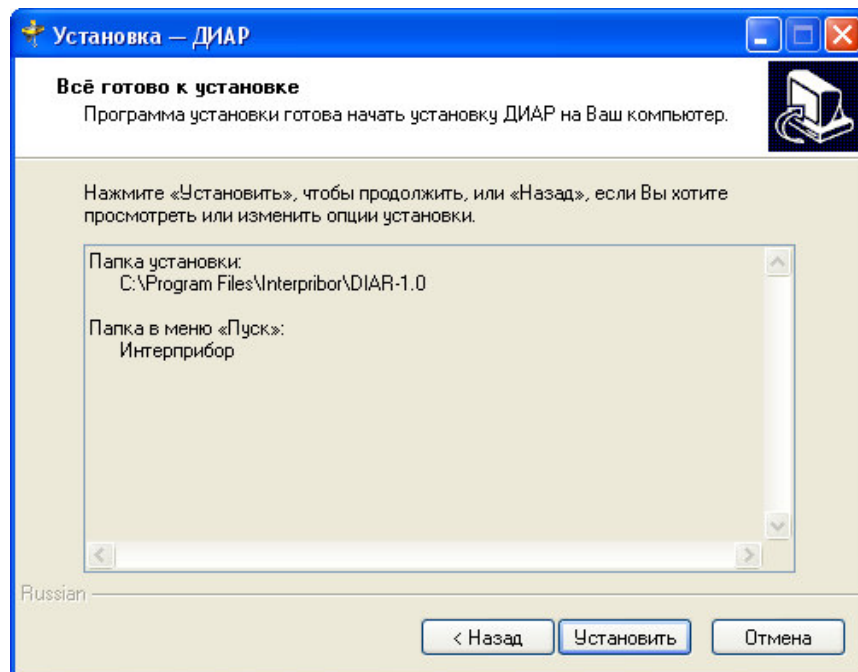 Установка — ДИАР
Всё готово к установке
Программа установки готова начать установку ДИАР на Ваш компьютер.
Нажмите «Установить», чтобы продолжить, или «Назад», если Вы хотите
просмотреть или изменить опции установки.
Папка установки:
C:\Program Files\Interpribor\DIAR-1.0
Папка в меню «Пуск»:
Интерприбор
Russian
< Назад Установить Отмена